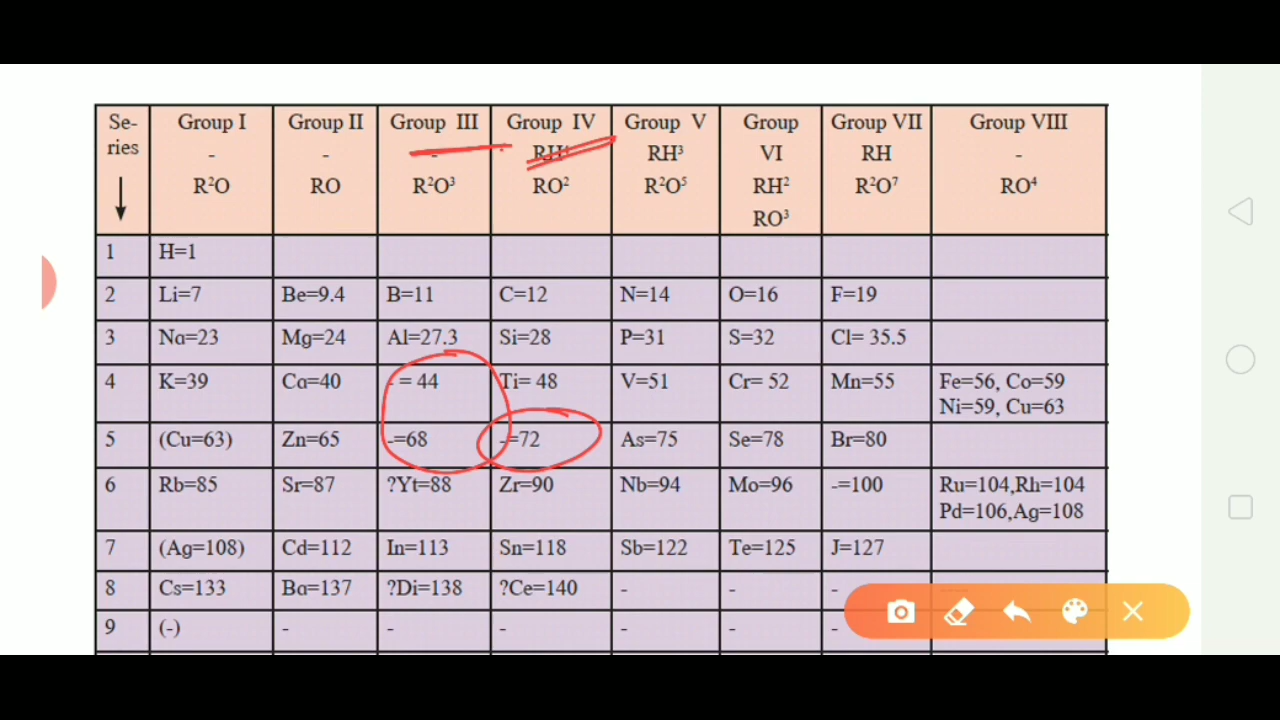 Se- Group I Group II Group III Group IV Group V Group Group VII Group VIII
ries - - - RH⁴ RH³ VI RH -
R²O RO R²O³ RO² R²O⁵ RH² R²O⁷ RO⁴
RO³
1 H=1
2 Li=7 Be=9.4 B=11 C=12 N=14 O=16 F=19
3 Na=23 Mg=24 Al=27.3 Si=28 P=31 S=32 Cl= 35.5
4 K=39 Ca=40 - = 44 Ti= 48 V=51 Cr= 52 Mn=55 Fe=56, Co=59
Ni=59, Cu=63
5 (Cu=63) Zn=65 -=68 -=72 As=75 Se=78 Br=80
6 Rb=85 Sr=87 ?Yt=88 Zr=90 Nb=94 Mo=96 -=100 Ru=104,Rh=104
Pd=106,Ag=108
7 (Ag=108) Cd=112 In=113 Sn=118 Sb=122 Te=125 J=127
8 Cs=133 Ba=137 ?Di=138 ?Ce=140 - - -
9 (-) - - - - - -